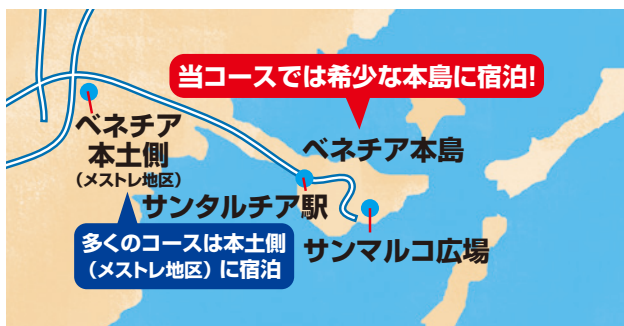 当コースでは希少な本島に宿泊!
ベネチア
本土側
(メストレ地区)
ベネチア本島
サンタルチア駅
多くのコースは本土側
(メストレ地区)に宿泊
サンマルコ広場